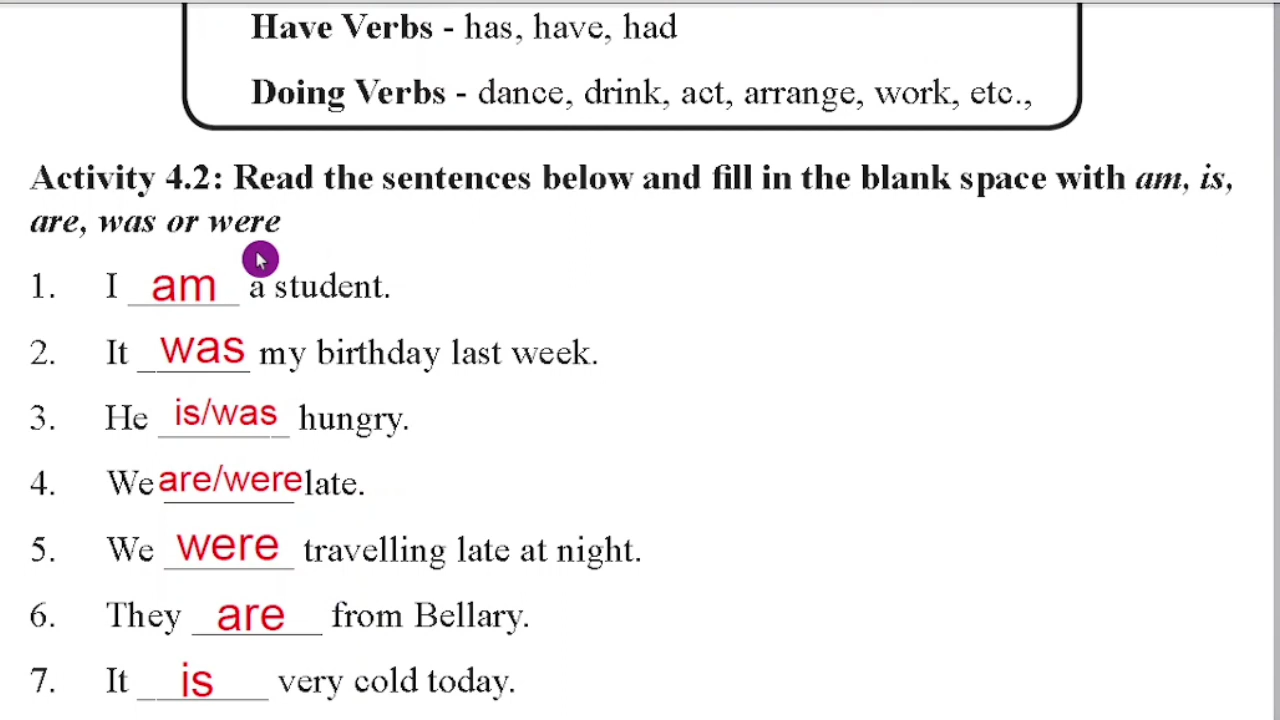 Have Verbs - has, have, had
Doing Verbs - dance, drink, act, arrange, work, etc.,
Activity 4.2: Read the sentences below and fill in the blank space with am, is,
are, was or were
1. I am a student.
2. It was my birthday last week.
3. He is/was hungry.
4. We are/were late.
5. We were travelling late at night.
6. They are from Bellary.
7. It is very cold today.